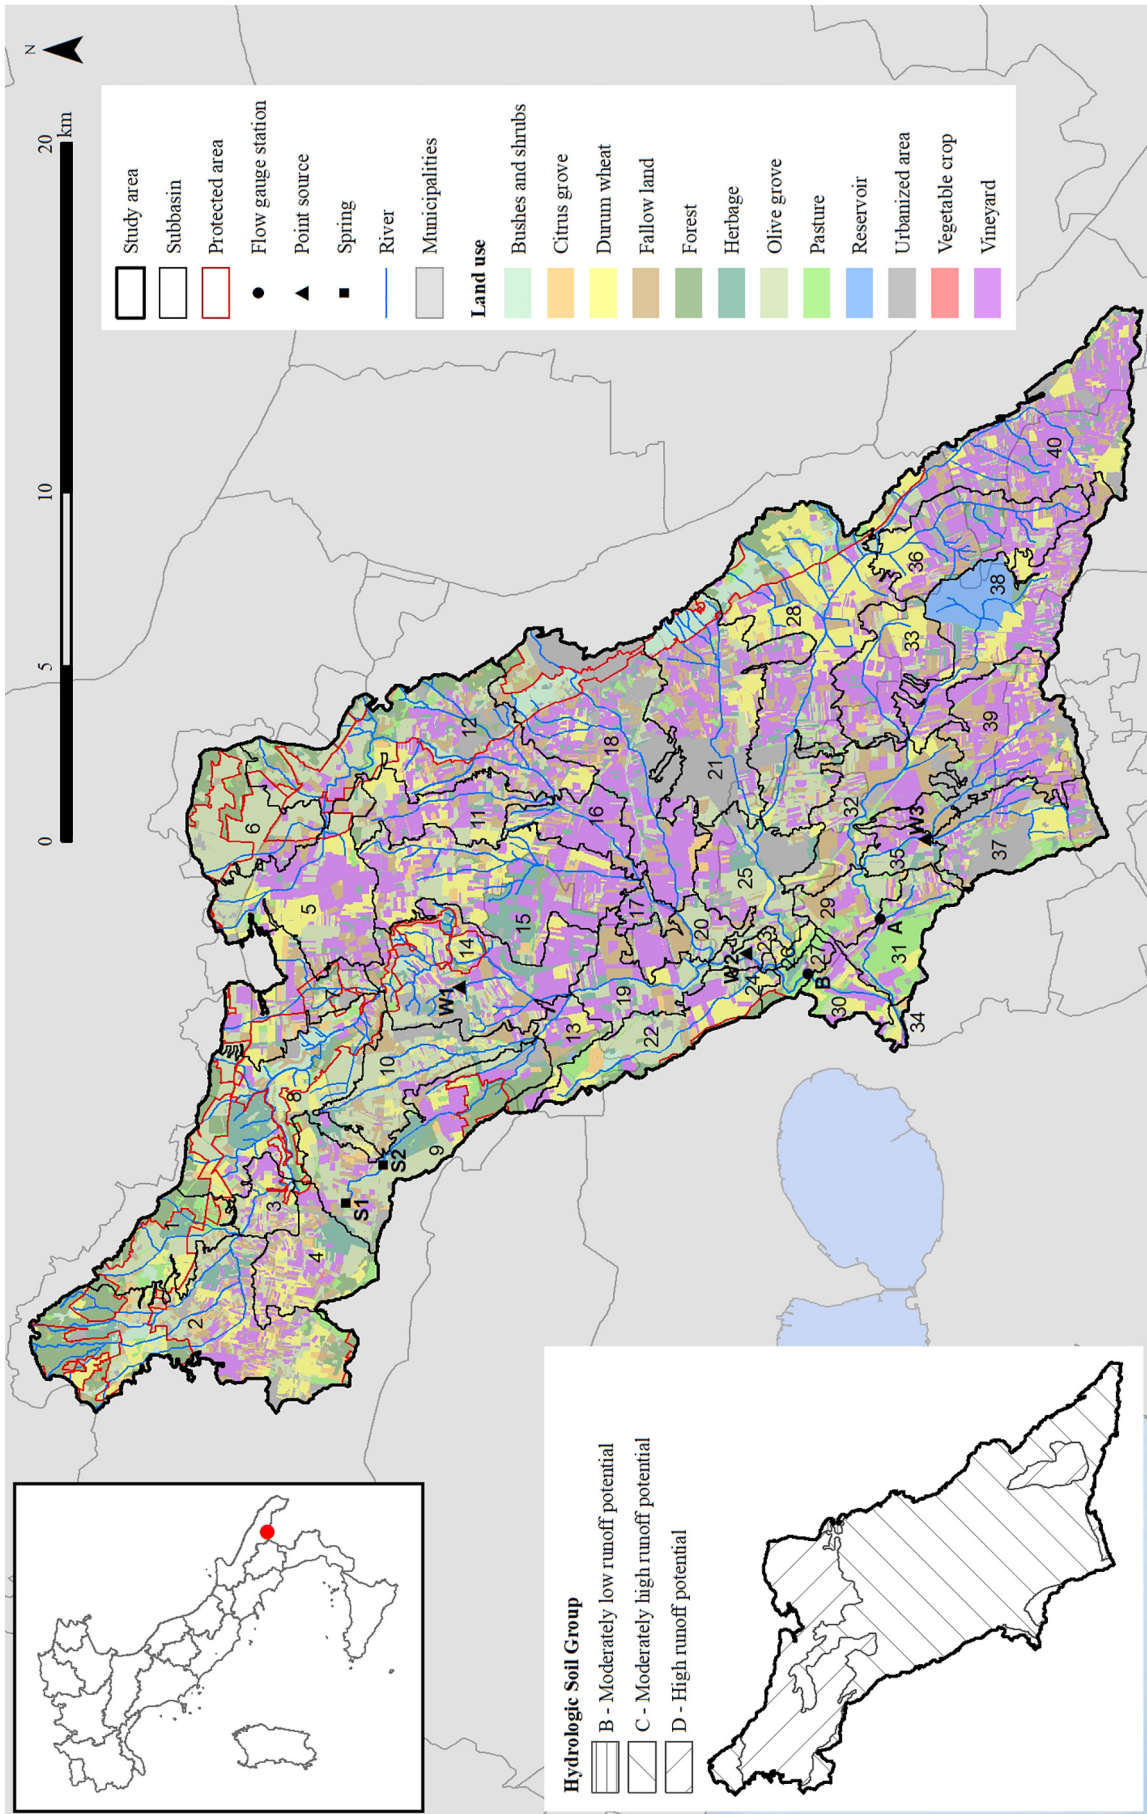 N
0 5 10 20
km
Study area
Subbasin
Protected area
Flow gauge station
Point source
Spring
River
Municipalities
Land use
Bushes and shrubs
Citrus grove
Durum wheat
Fallow land
Forest
Herbage
Olive grove
Pasture
Reservoir
Urbanized area
Vegetable crop
Vineyard
Hydrologic Soil Group
B - Moderately low runoff potential
C - Moderately high runoff potential
D - High runoff potential
1
2
3
4
5
6
8
9
10
11
12
13
14
15
16
17
18
19
20
21
22
23
24
25
26
27
28
29
30
31
32
33
34
35
36
37
38
39
40
S1
S2
W1
W2
W3
A
B